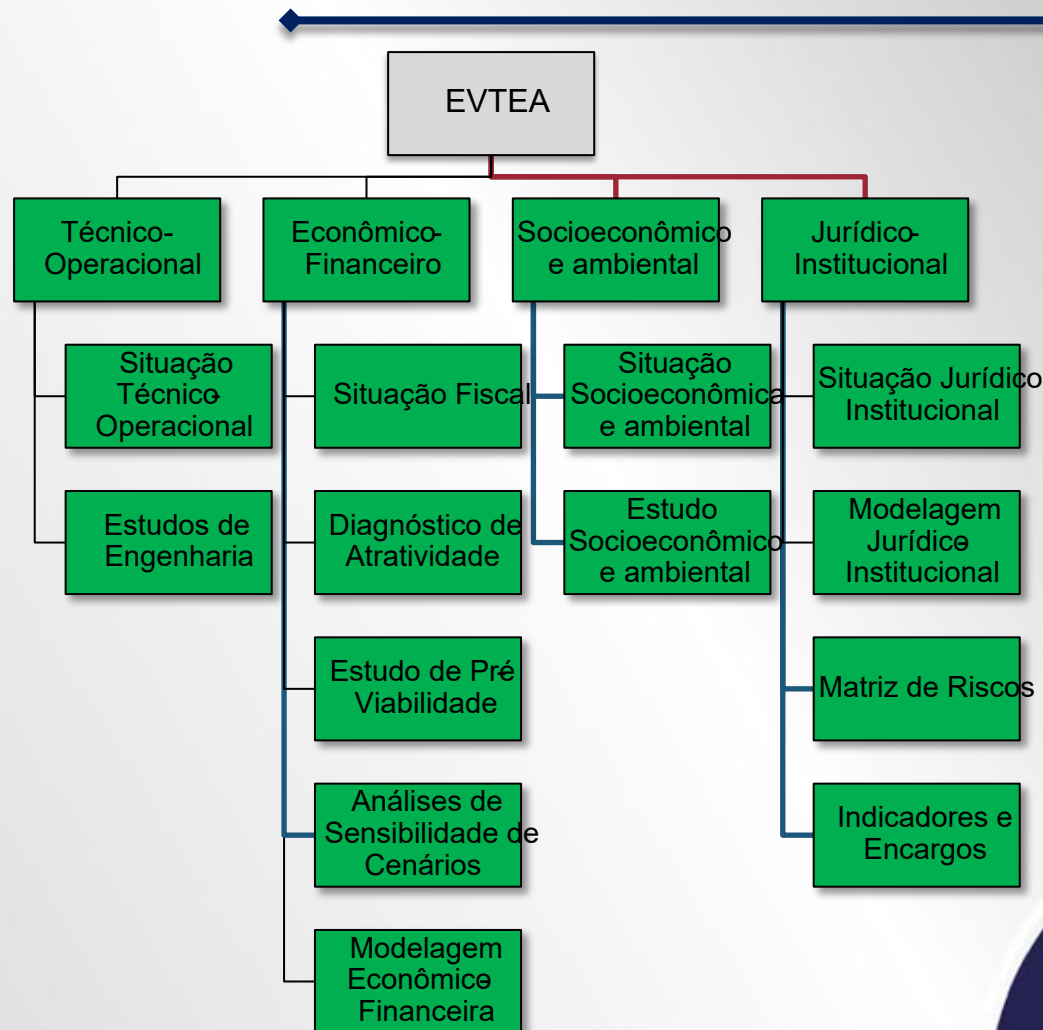 EVTEA
Técnico-
Operacional
Econômico-
Financeiro
Socioeconômico
e ambiental
Jurídico-
Institucional
Situação
Técnico-
Operacional
Situação Fiscal
Situação
Socioeconômica
e ambiental
Situação Jurídico
Institucional
Estudos de
Engenharia
Diagnóstico de
Atratividade
Estudo
Socioeconômico
e ambiental
Modelagem
Jurídico-
Institucional
Estudo de Pré-
Viabilidade
Matriz de Riscos
Análises de
Sensibilidade de
Cenários
Indicadores e
Encargos
Modelagem
Econômico-
Financeira